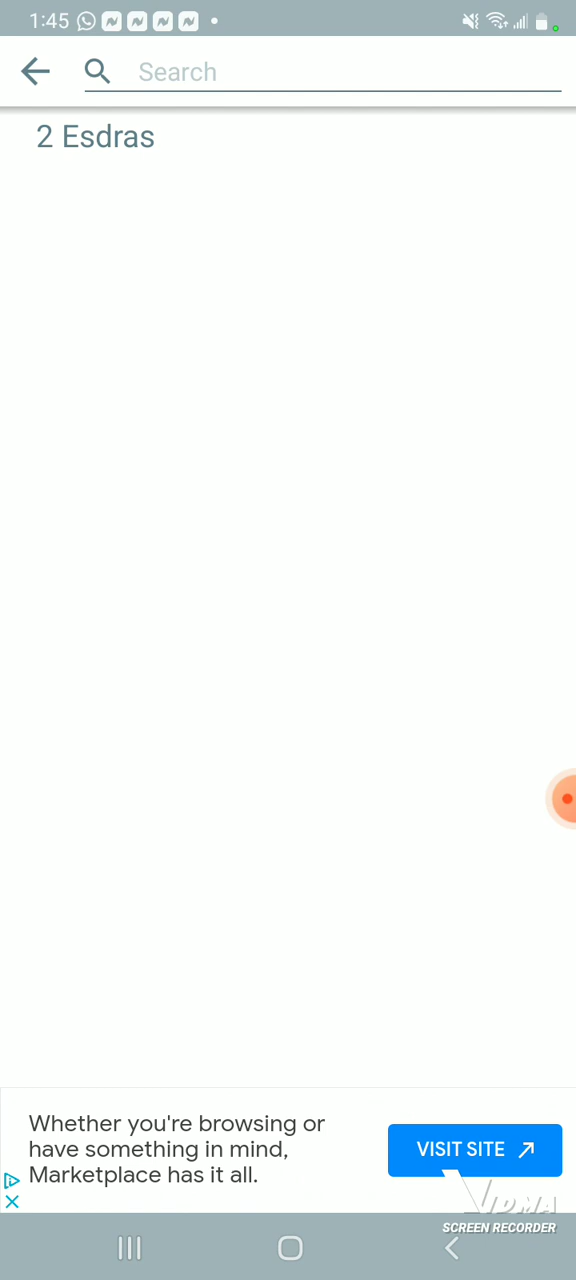 1:45
Search
2 Esdras
Whether you're browsing or
have something in mind,
Marketplace has it all.
VISIT SITE
VIDMA
SCREEN RECORDER